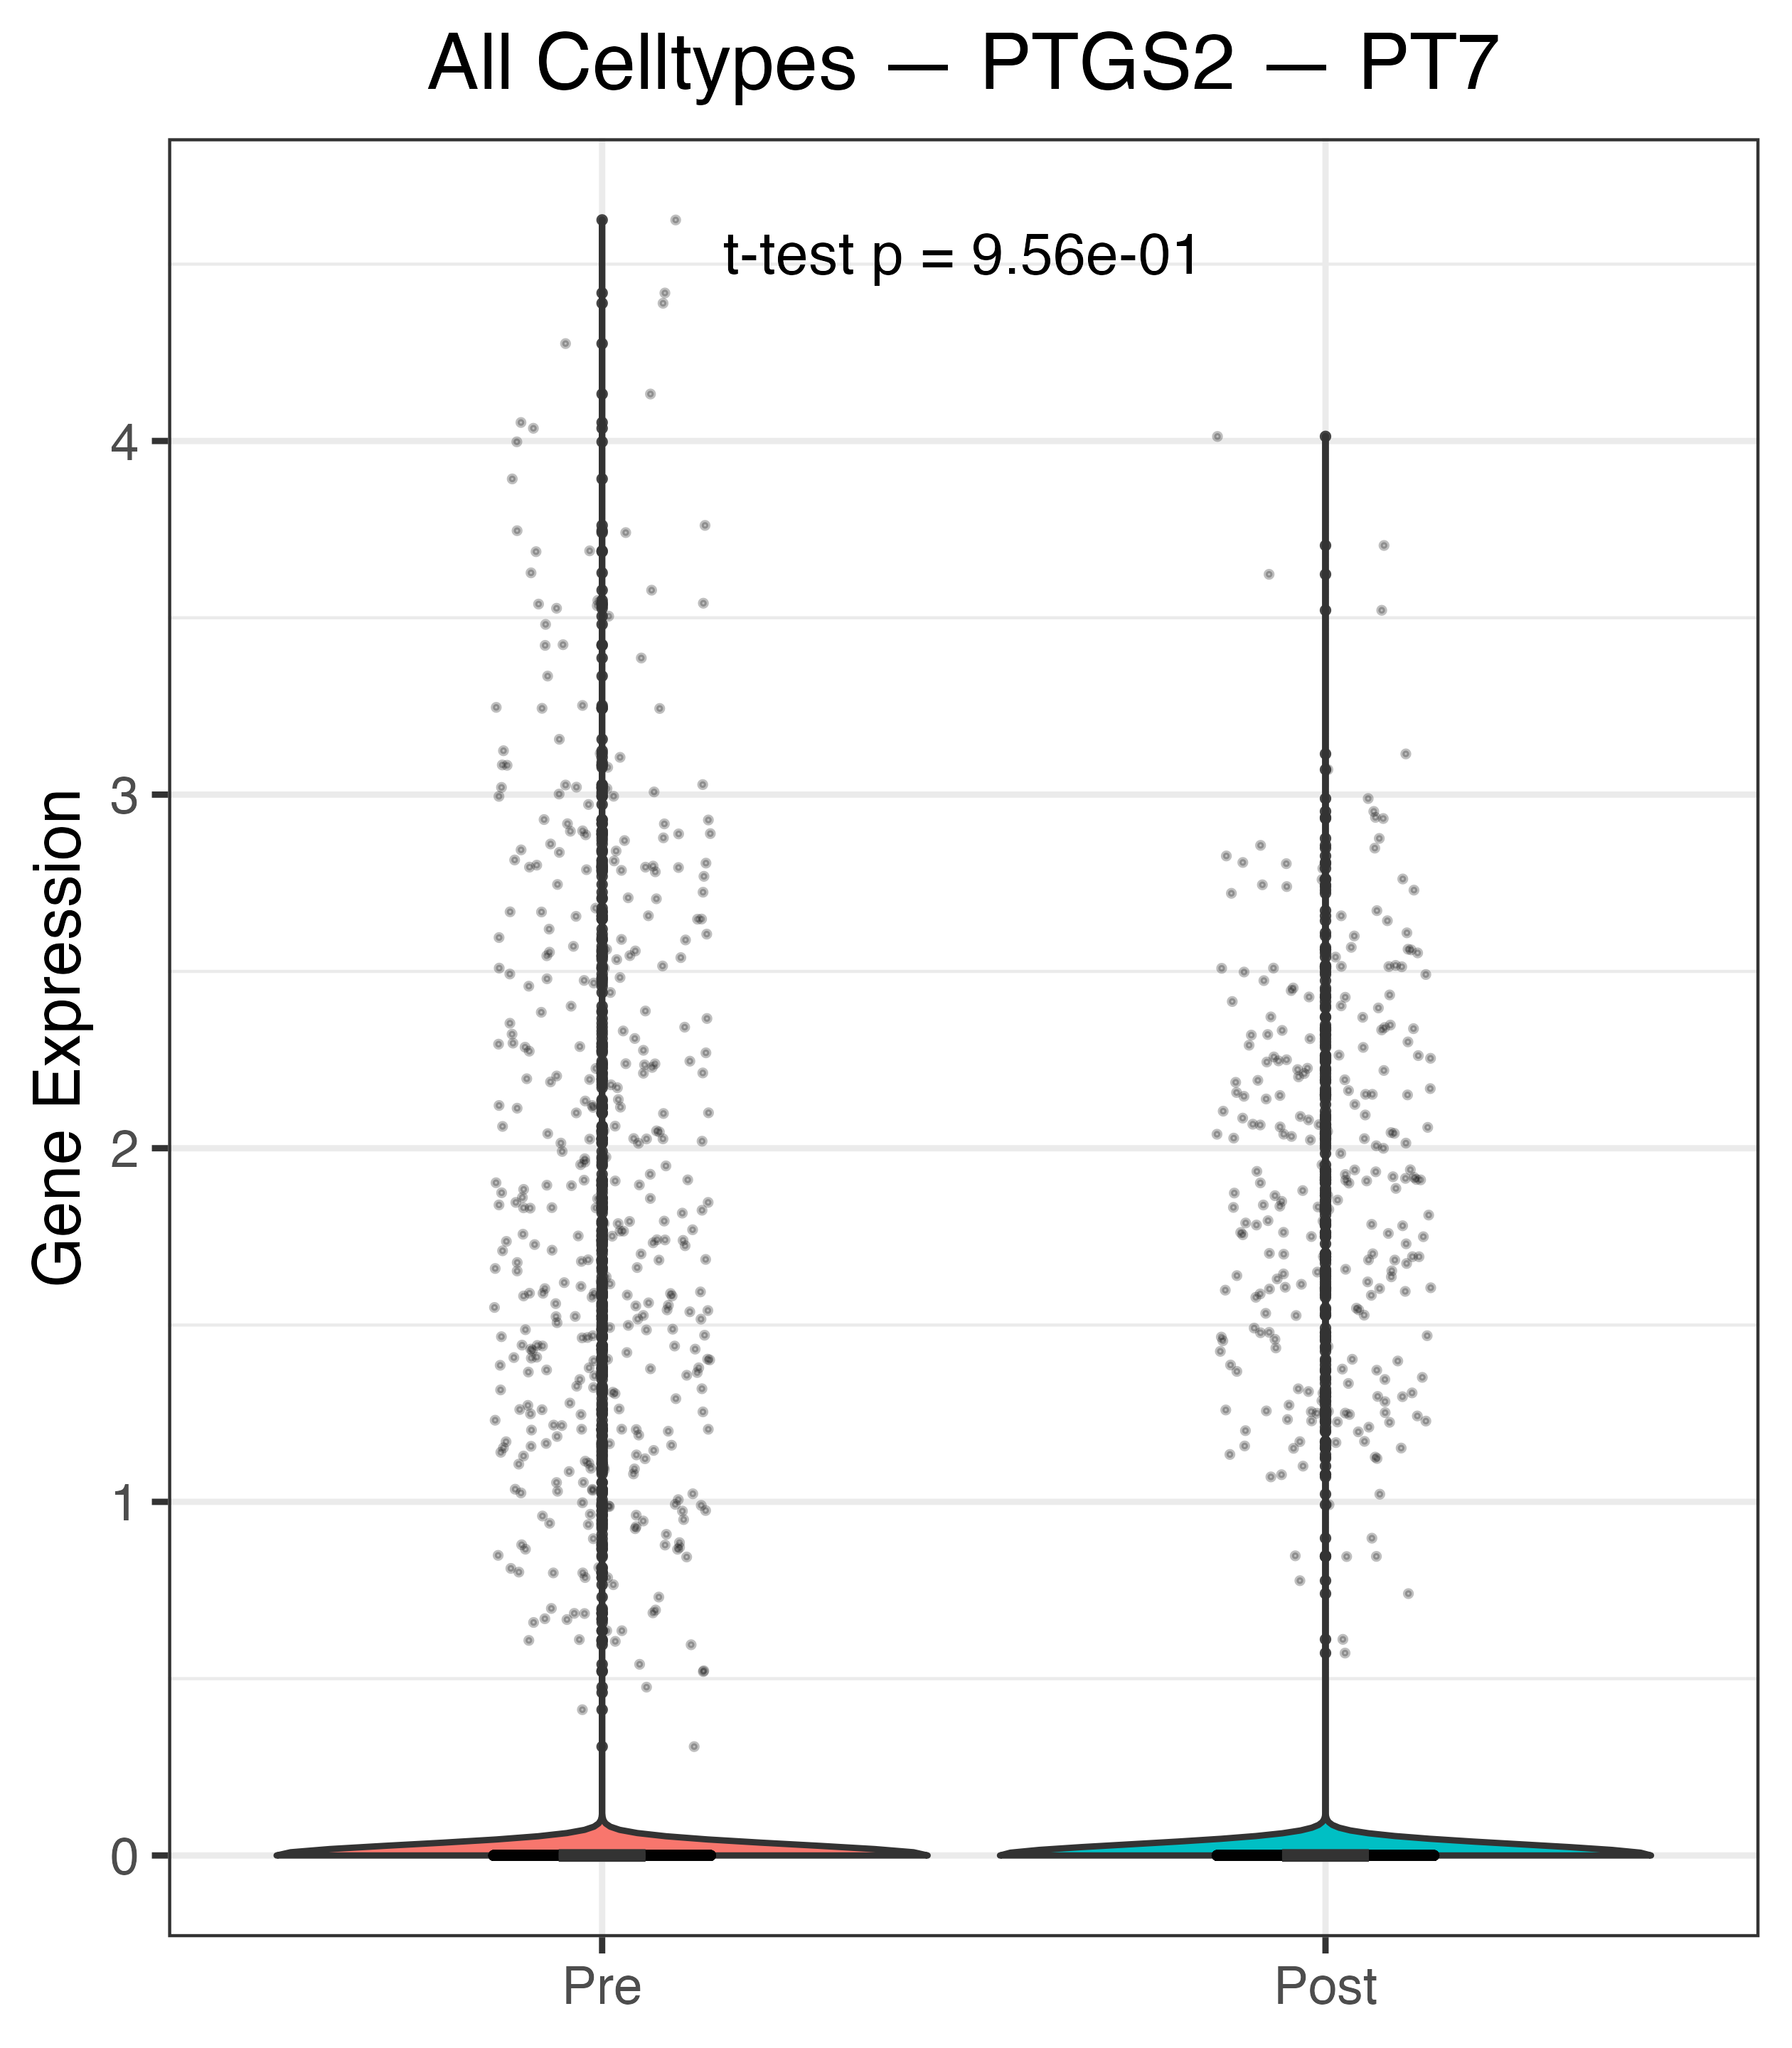 All Celltypes — PTGS2 — PT7
t-test p = 9.56e-01
Gene Expression
4
3
2
1
0
Pre
Post